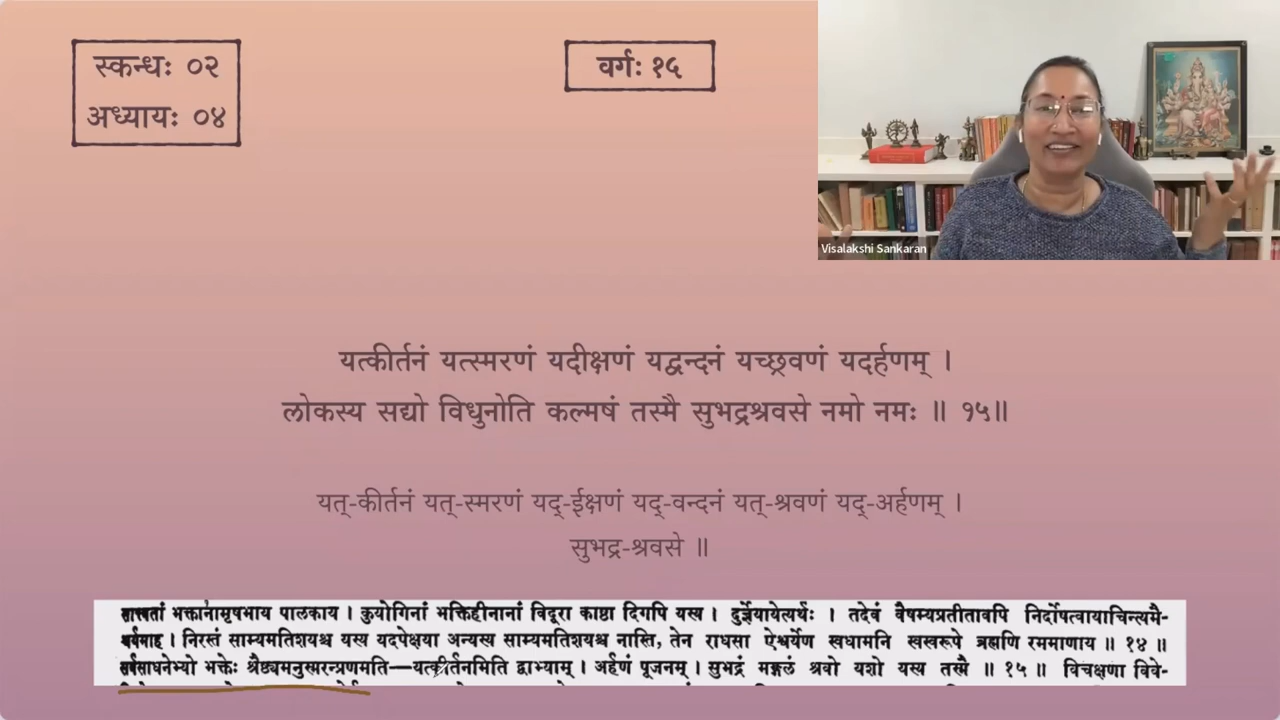 स्कन्धः ०२
अध्यायः ०४
वर्गः १५
Visalakshi Sankaran
यत्कीर्तनं यत्स्मरणं यदीक्षणं यद्वन्दनं यच्छ्रवणं यदर्हणम् ।
लोकस्य सद्यो विधुनोति कल्मषं तस्मै सुभद्रश्रवसे नमो नमः ॥ १५॥
यत्-कीर्तनं यत्-स्मरणं यद्-ईक्षणं यद्-वन्दनं यत्-श्रवणं यद्-अर्हणम् ।
सुभद्र-श्रवसे ॥
सात्वतां भक्तानामृषभाय पालकाय । कुयोगिनां भक्तिहीनानां विदूरा काष्ठा दिगपि यस्य । दुर्ज्ञेयायेत्यर्थः । तदेवं वैषम्यप्रतीतावपि निर्दोषत्वायाचिन्त्यमै-
श्वर्यमाह । निरस्तं साम्यमतिशयश्च यस्य यदपेक्षया अन्यस्य साम्यमतिशयश्च नास्ति, तेन राधसा ऐश्वर्येण स्वधामनि स्वस्वरूपे ब्रह्मणि रममाणाय ॥ १४ ॥
सर्वसाधनेभ्यो भक्तेः श्रैष्ठ्यमनुस्मरन्प्रणमति—यत्कीर्तनमिति द्वाभ्याम् । अर्हणं पूजनम् । सुभद्रं मङ्गलं श्रवो यशो यस्य तस्मै ॥ १५ ॥ विचक्षणा विवे-